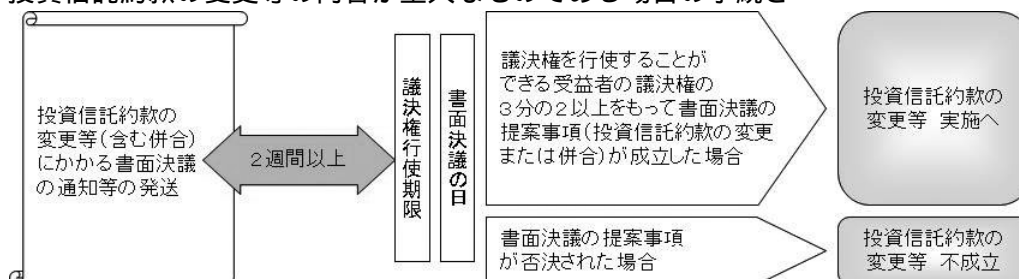 投資信託約款の変更等の内容が重大なものである場合の手続き
投資信託約款の
変更等(含む併合)
にかかる書面決議
の通知等の発送
2週間以上
議決権行使期限
書面決議の日
議決権を行使することが
できる受益者の議決権の
3分の2以上をもって書面決議の
提案事項(投資信託約款の変更
または併合)が成立した場合
投資信託約款の
変更等 実施へ
書面決議の提案事項
が否決された場合
投資信託約款の
変更等 不成立